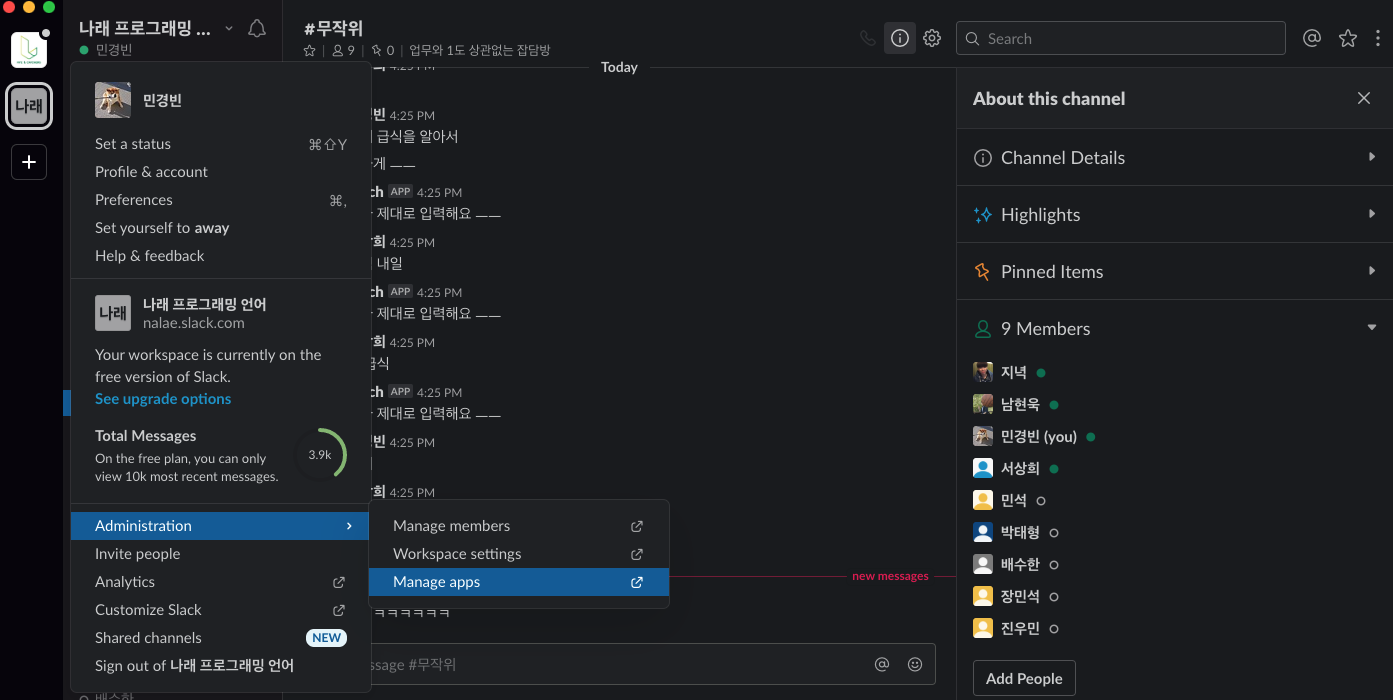 나래 프로그래밍 ...
민경빈
나래
민경빈
Set a status ⌘⇧Y
Profile & account
Preferences ⌘,
Set yourself to away
Help & feedback
나래
나래 프로그래밍 언어
nalae.slack.com
Your workspace is currently on the
free version of Slack.
See upgrade options
Total Messages
On the free plan, you can only
view 10k most recent messages.
3.9k
Administration
Invite people
Analytics
Customize Slack
Shared channels NEW
Sign out of 나래 프로그래밍 언어
Manage members
Workspace settings
Manage apps
#무작위
9 | 0 | 업무와 1도 상관없는 잡담방
Search
Today
4:25 PM
빈 4:25 PM
급식을 알아서
게 ㅡㅡ
ch APP 4:25 PM
제대로 입력해요 ㅡㅡ
희 4:25 PM
내일
ch APP 4:25 PM
제대로 입력해요 ㅡㅡ
희 4:25 PM
급식
ch APP 4:25 PM
제대로 입력해요 ㅡㅡ
빈 4:25 PM
희 4:25 PM
new messages
ㅋㅋㅋㅋㅋㅋ
ssage #무작위
About this channel
Channel Details
Highlights
Pinned Items
9 Members
지녁
남현욱
민경빈 (you)
서상희
민석
박태형
배수한
장민석
진우민
Add People